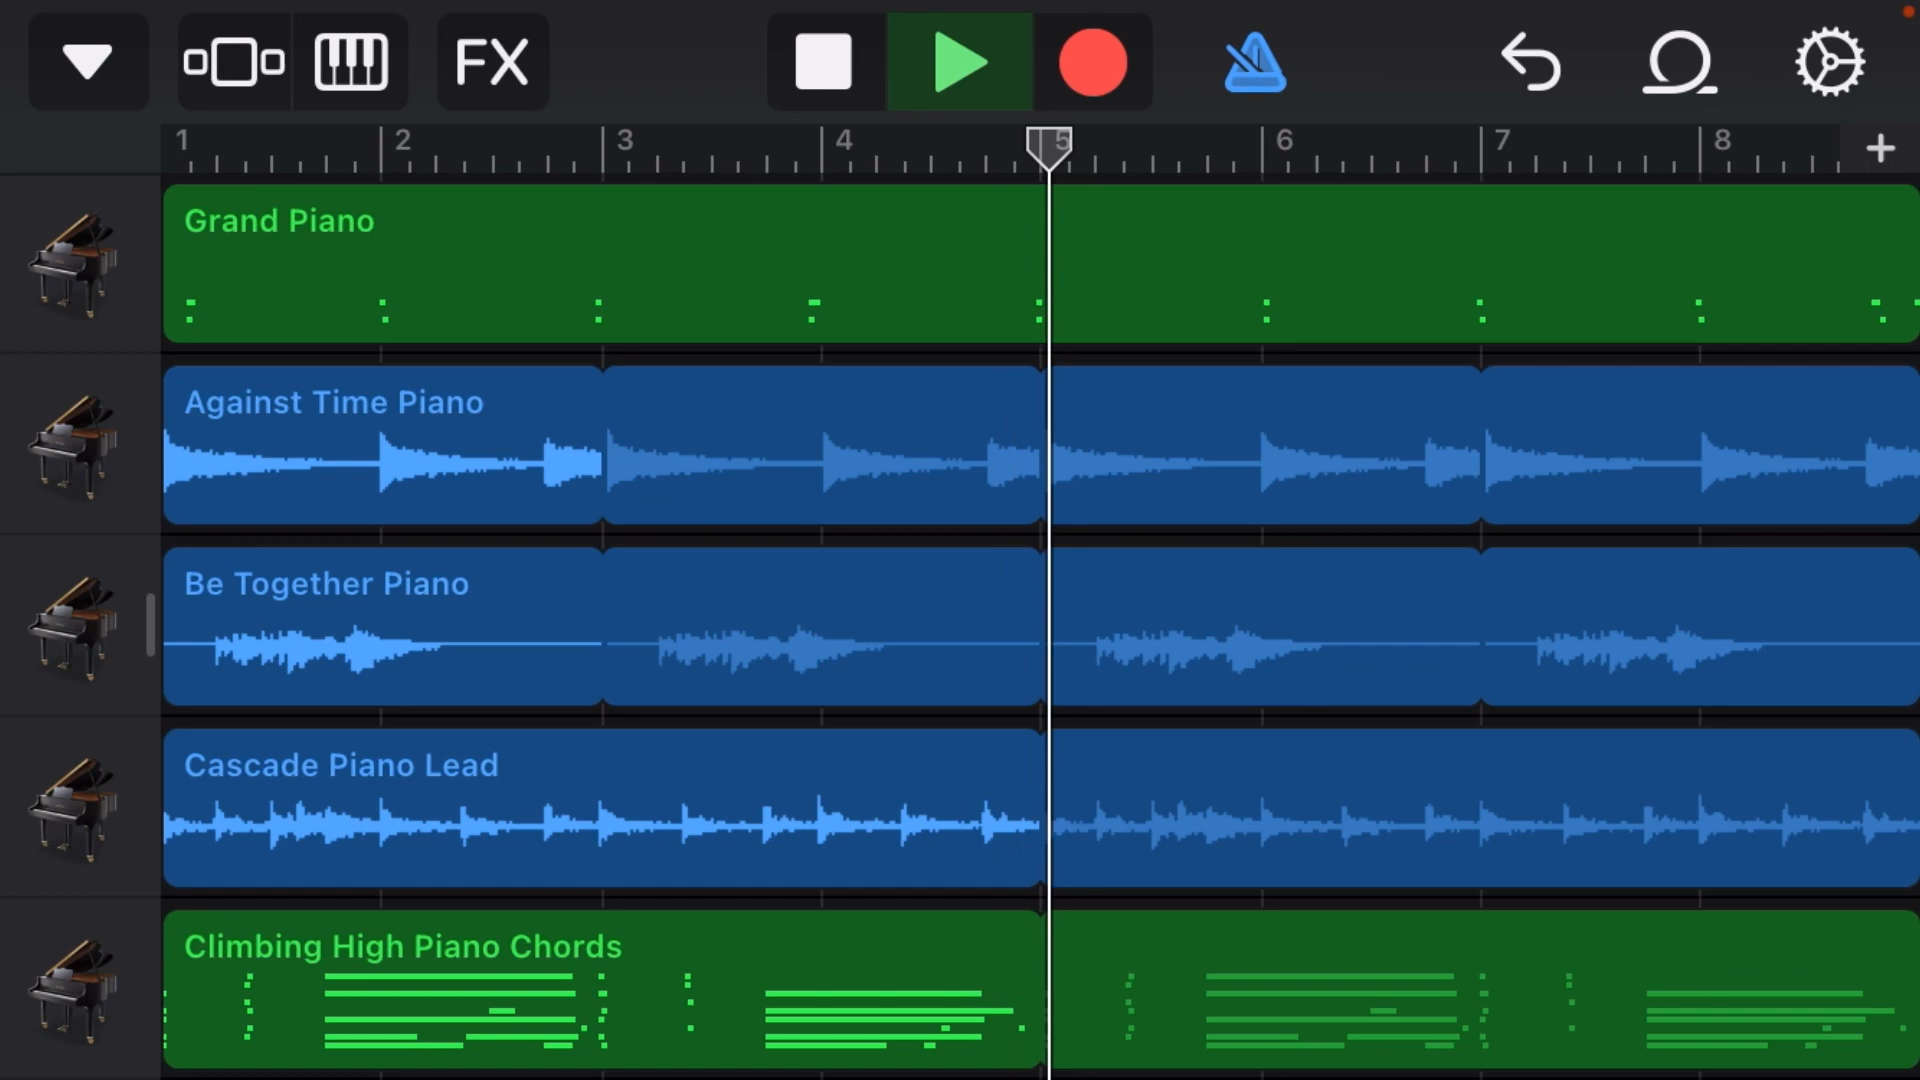 FX
1 2 3 4 5 6 7 8
Grand Piano
Against Time Piano
Be Together Piano
Cascade Piano Lead
Climbing High Piano Chords